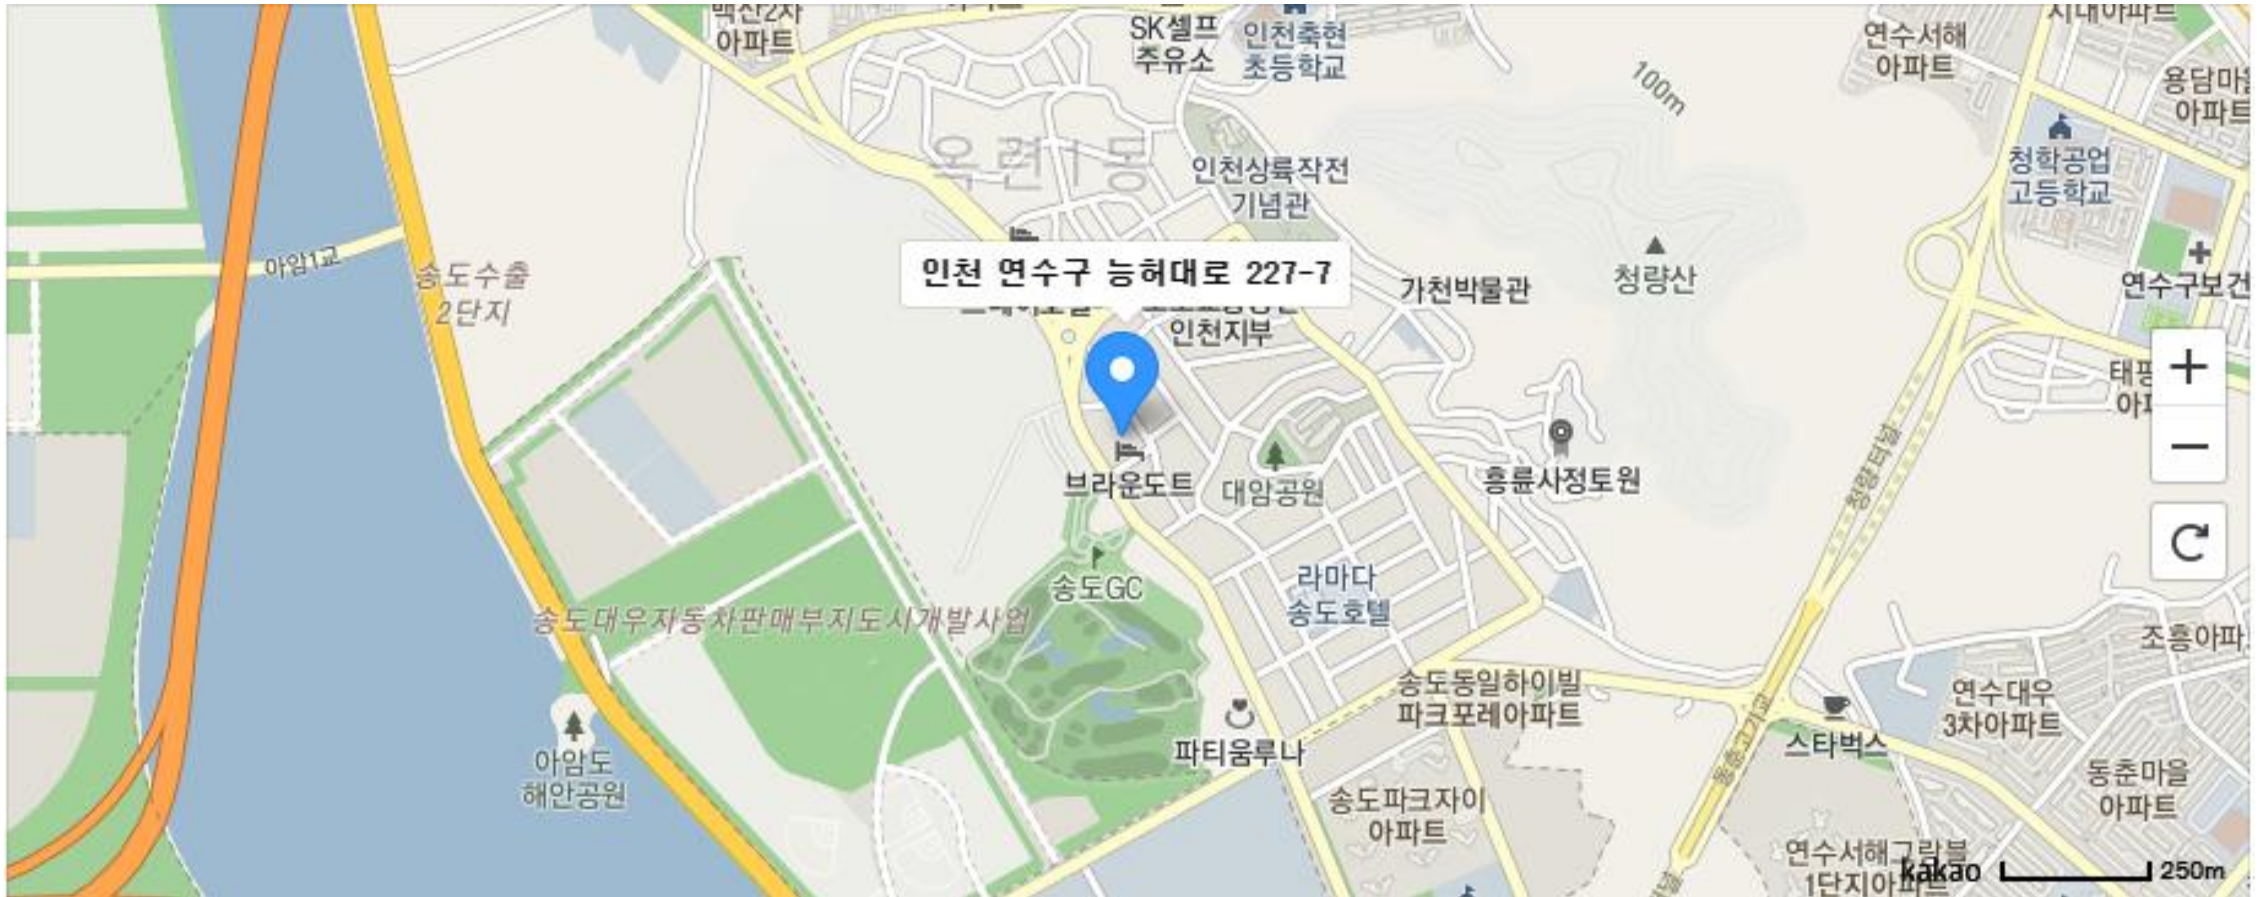 아파트
SK셀프
주유소
인천축현
초등학교
연수서해
아파트
100m
용담마을
아파트
옥련1동
인천상륙작전
기념관
청학공업
고등학교
아암1교
송도수출
2단지
인천 연수구 능허대로 227-7
인천지부
가천박물관
청량산
연수구보건
+
−
청량터널
브라운도트
대암공원
흥륜사정토원
송도GC
라마다
송도호텔
송도대우자동차판매부지도시개발사업
조흥아파
송도동일하이빌
파크포레아파트
연수대우
3차아파트
파티움루나
스타벅스
동춘고가교
아암도
해안공원
동춘마을
아파트
송도파크자이
아파트
연수서해그랑블
1단지아파트
kakao
250m